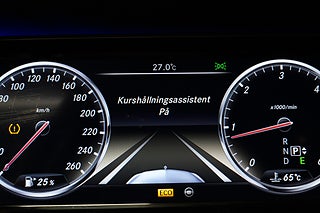 27.0°C
120 140
100 160
80 180
200
220
240
260
km/h
25 %
Kurshållningsassistent
På
ECO
1 2 3 4
x1000/min
R
N P
D E
65°C